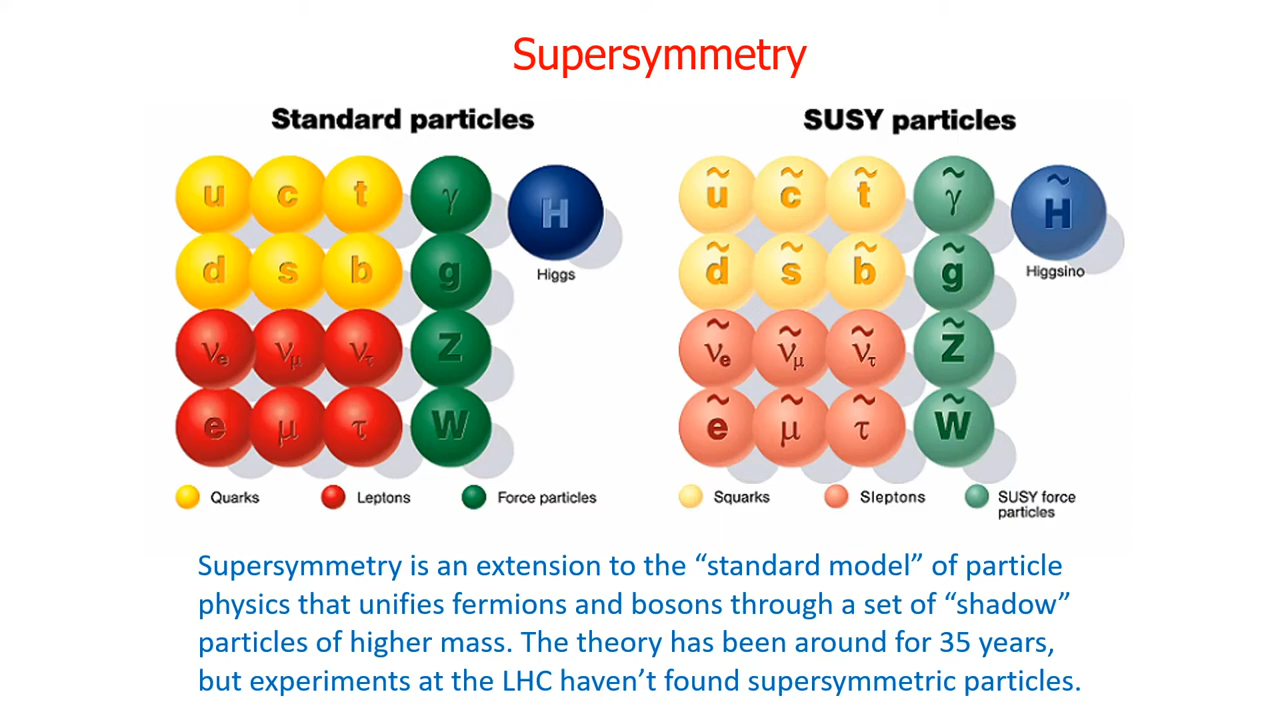 Supersymmetry
Standard particles
u c t γ
H
Higgs
d s b g
νe νμ ντ Z
e μ τ W
Quarks Leptons Force particles
SUSY particles
ũ c̃ t̃ γ̃
H̃
Higgsino
d̃ s̃ b̃ g̃
ν̃e ν̃μ ν̃τ Z̃
ẽ μ̃ τ̃ W̃
Squarks Sleptons SUSY force
particles
Supersymmetry is an extension to the “standard model” of particle
physics that unifies fermions and bosons through a set of “shadow”
particles of higher mass. The theory has been around for 35 years,
but experiments at the LHC haven’t found supersymmetric particles.